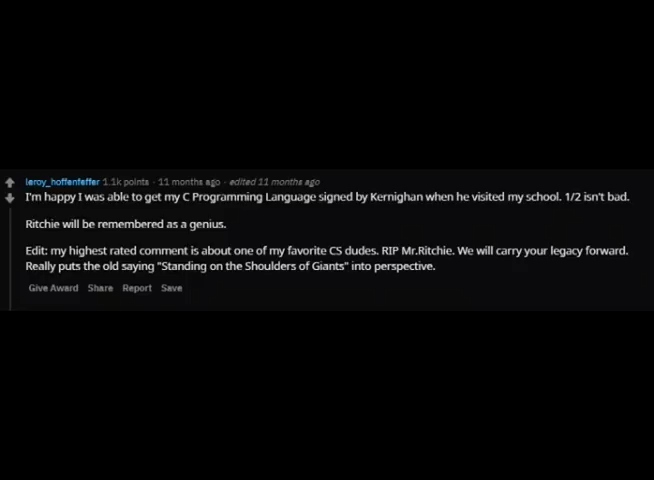 leroy_hoffenfeffer 1.1k points · 11 months ago · edited 11 months ago
I'm happy I was able to get my C Programming Language signed by Kernighan when he visited my school. 1/2 isn't bad.
Ritchie will be remembered as a genius.
Edit: my highest rated comment is about one of my favorite CS dudes. RIP Mr.Ritchie. We will carry your legacy forward.
Really puts the old saying "Standing on the Shoulders of Giants" into perspective.
Give Award Share Report Save